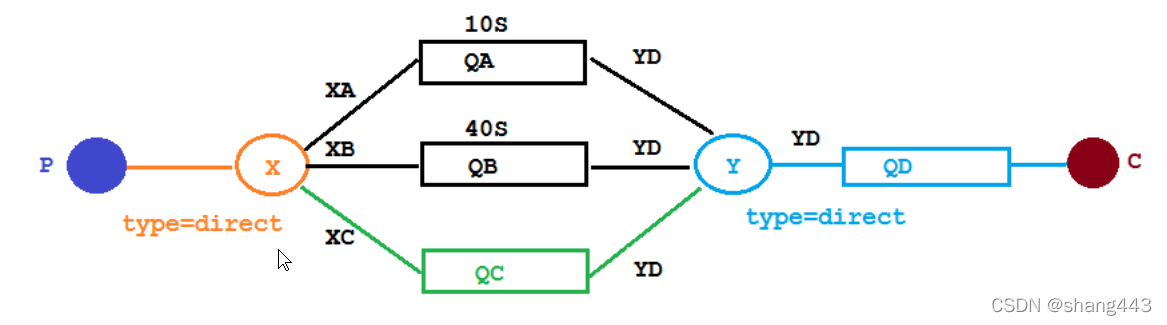 10S
QA
YD
XA
40S
XB
QB
YD
YD
P
X
Y
QD
C
type=direct
type=direct
XC
QC
YD
CSDN @shang443